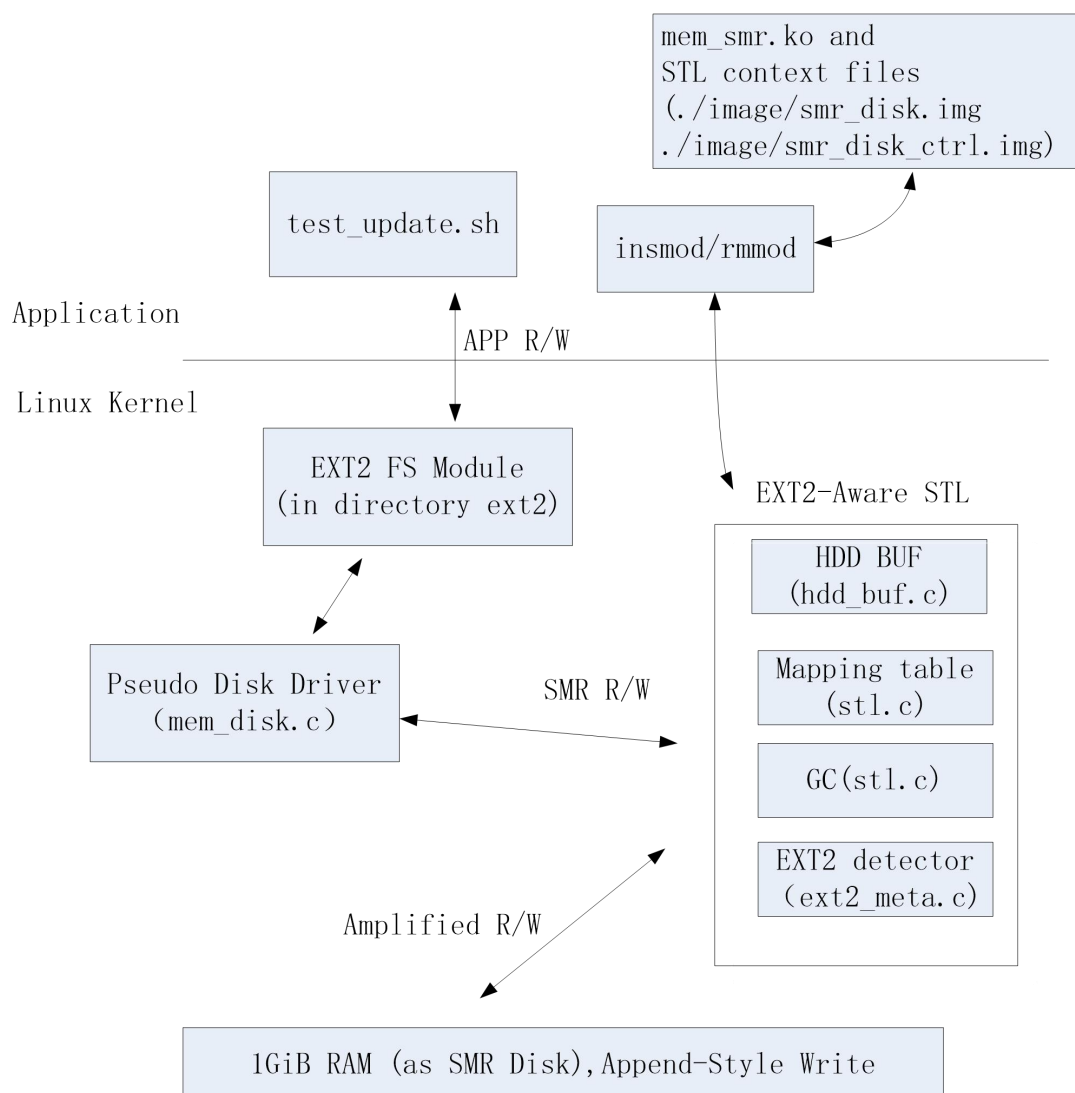 mem_smr.ko and
STL context files
(./image/smr_disk.img
./image/smr_disk_ctrl.img)
test_update.sh
insmod/rmmod
Application
APP R/W
Linux Kernel
EXT2 FS Module
(in directory ext2)
EXT2-Aware STL
HDD BUF
(hdd_buf.c)
Pseudo Disk Driver
（mem_disk.c）
SMR R/W
Mapping table
(stl.c)
GC(stl.c)
EXT2 detector
（ext2_meta.c）
Amplified R/W
1GiB RAM (as SMR Disk),Append-Style Write